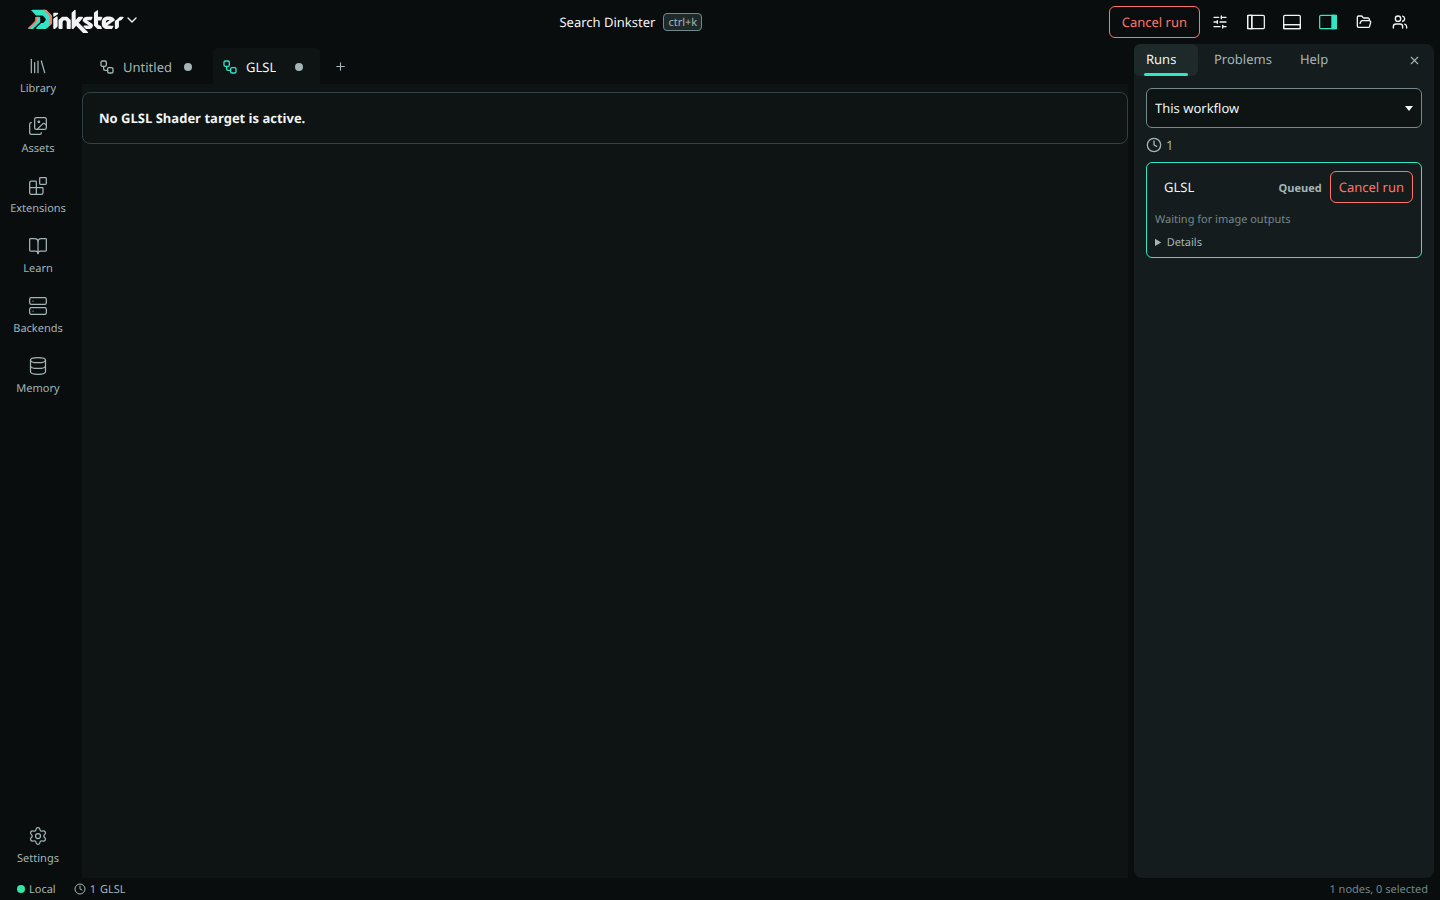 Dinkster
Search Dinkster ctrl+k
Cancel run
Library
Assets
Extensions
Learn
Backends
Memory
Settings
Untitled
GLSL
No GLSL Shader target is active.
Runs
Problems
Help
This workflow
1
GLSL
Queued
Cancel run
Waiting for image outputs
Details
Local
1 GLSL
1 nodes, 0 selected